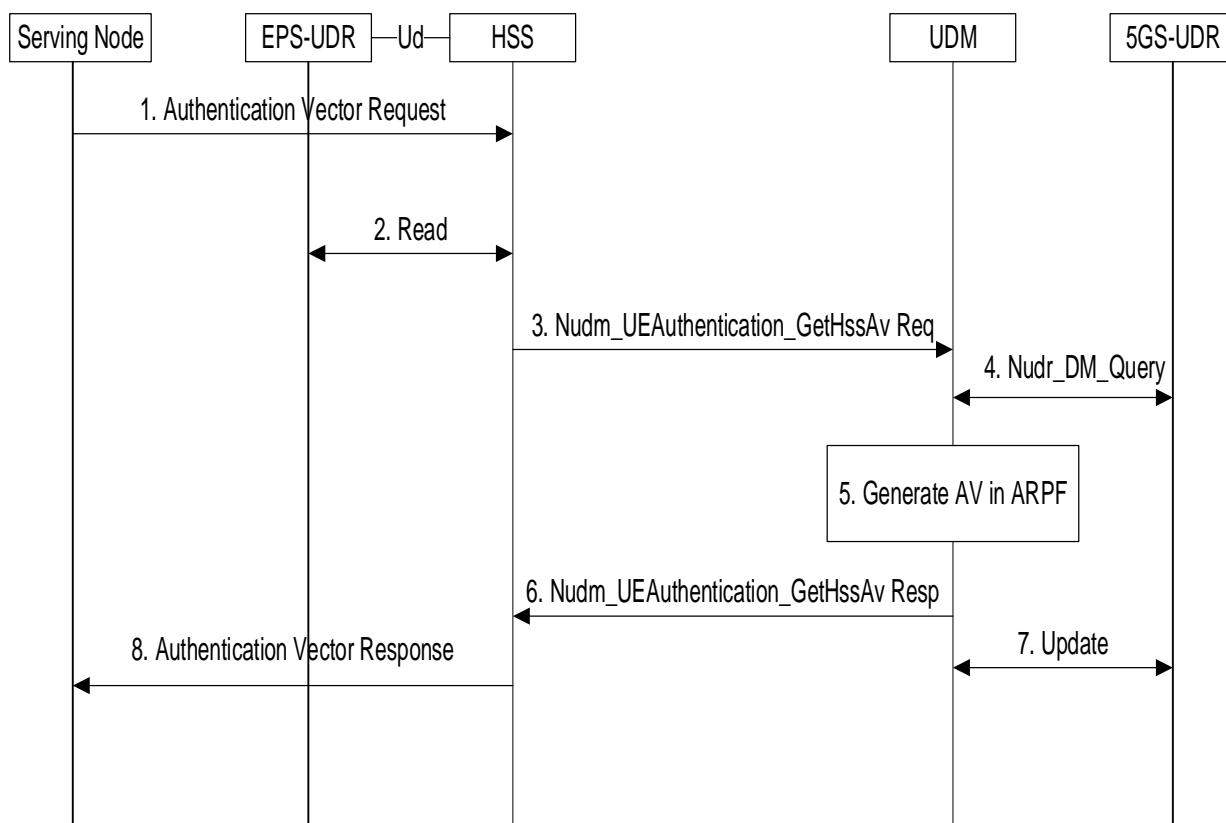 Serving Node
EPS-UDR
Ud
HSS
UDM
5GS-UDR
1. Authentication Vector Request
2. Read
3. Nudm_UEAuthentication_GetHssAv Req
4. Nudr_DM_Query
5. Generate AV in ARPF
6. Nudm_UEAuthentication_GetHssAv Resp
7. Update
8. Authentication Vector Response